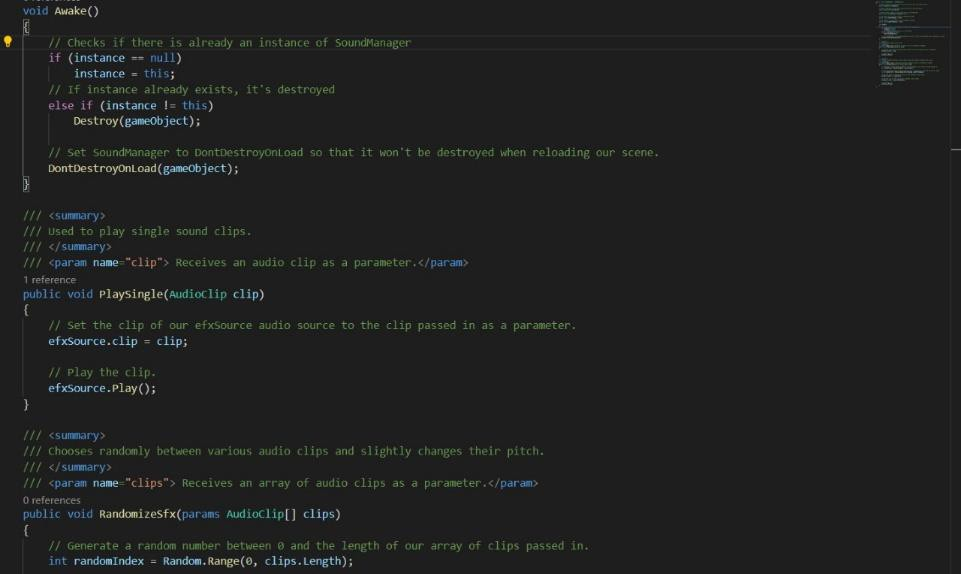 void Awake()
{
// Checks if there is already an instance of SoundManager
if (instance == null)
instance = this;
// If instance already exists, it's destroyed
else if (instance != this)
Destroy(gameObject);
// Set SoundManager to DontDestroyOnLoad so that it won't be destroyed when reloading our scene.
DontDestroyOnLoad(gameObject);
}
/// <summary>
/// Used to play single sound clips.
/// </summary>
/// <param name="clip"> Receives an audio clip as a parameter.</param>
1 reference
public void PlaySingle(AudioClip clip)
{
// Set the clip of our efxSource audio source to the clip passed in as a parameter.
efxSource.clip = clip;
// Play the clip.
efxSource.Play();
}
/// <summary>
/// Chooses randomly between various audio clips and slightly changes their pitch.
/// </summary>
/// <param name="clips"> Receives an array of audio clips as a parameter.</param>
0 references
public void RandomizeSfx(params AudioClip[] clips)
{
// Generate a random number between 0 and the length of our array of clips passed in.
int randomIndex = Random.Range(0, clips.Length);